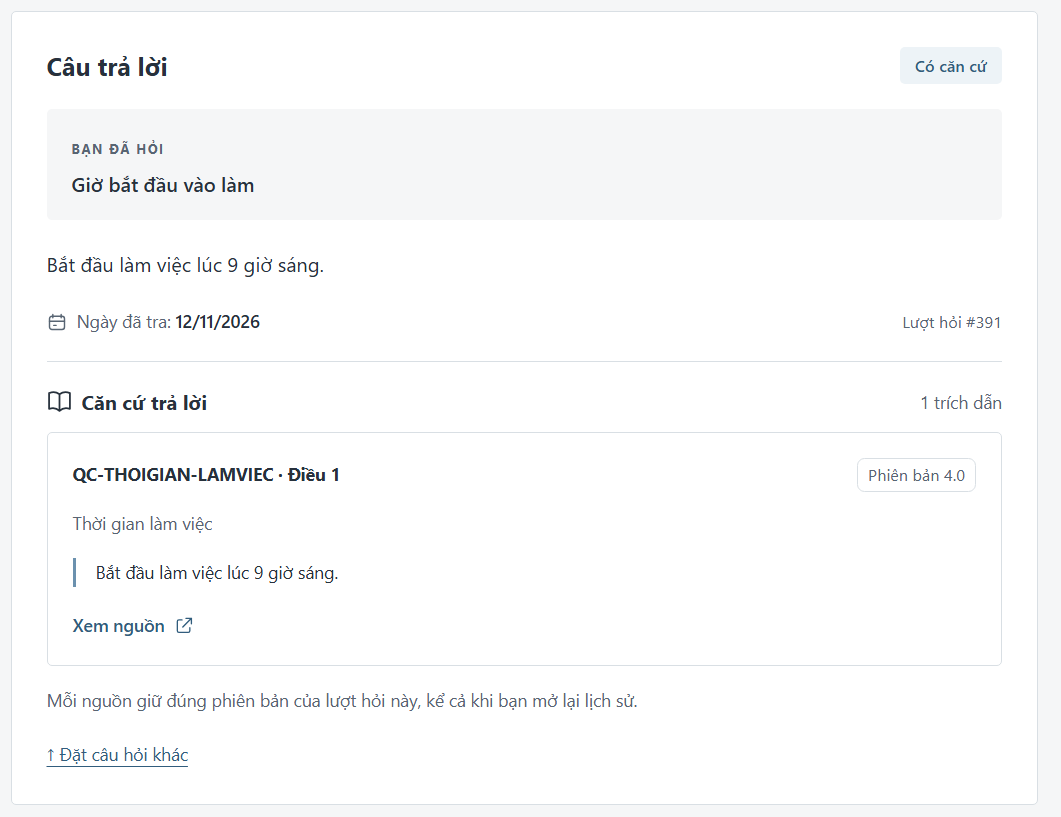 Câu trả lời
Có căn cứ
BẠN ĐÃ HỎI
Giờ bắt đầu vào làm
Bắt đầu làm việc lúc 9 giờ sáng.
Ngày đã tra: 12/11/2026
Lượt hỏi #391
Căn cứ trả lời
1 trích dẫn
QC-THOIGIAN-LAMVIEC · Điều 1
Phiên bản 4.0
Thời gian làm việc
Bắt đầu làm việc lúc 9 giờ sáng.
Xem nguồn
Mỗi nguồn giữ đúng phiên bản của lượt hỏi này, kể cả khi bạn mở lại lịch sử.
↑ Đặt câu hỏi khác